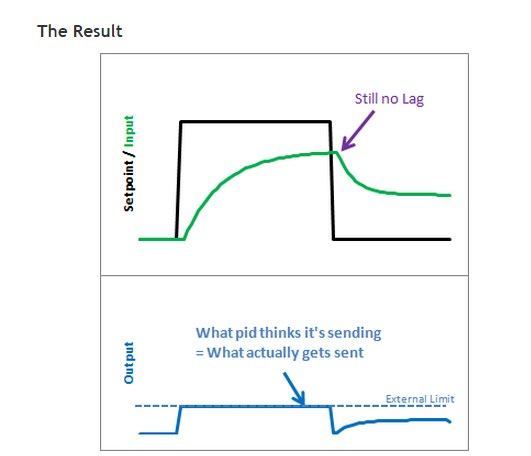 The Result
Still no Lag
Setpoint / Input
What pid thinks it's sending
= What actually gets sent
Output
External Limit